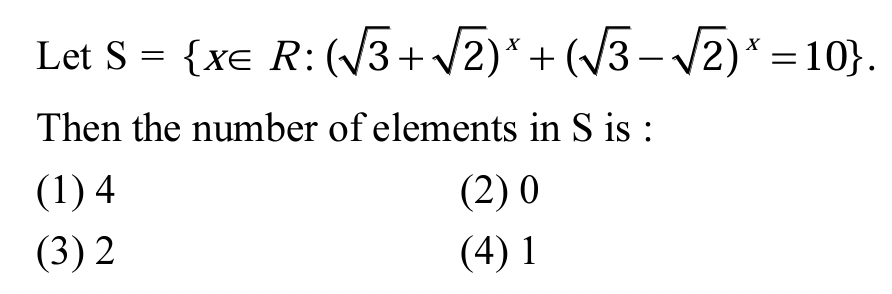 Let S = {x∈ R: (√3 + √2)ˣ + (√3 − √2)ˣ = 10}.
Then the number of elements in S is :
(1) 4 (2) 0
(3) 2 (4) 1